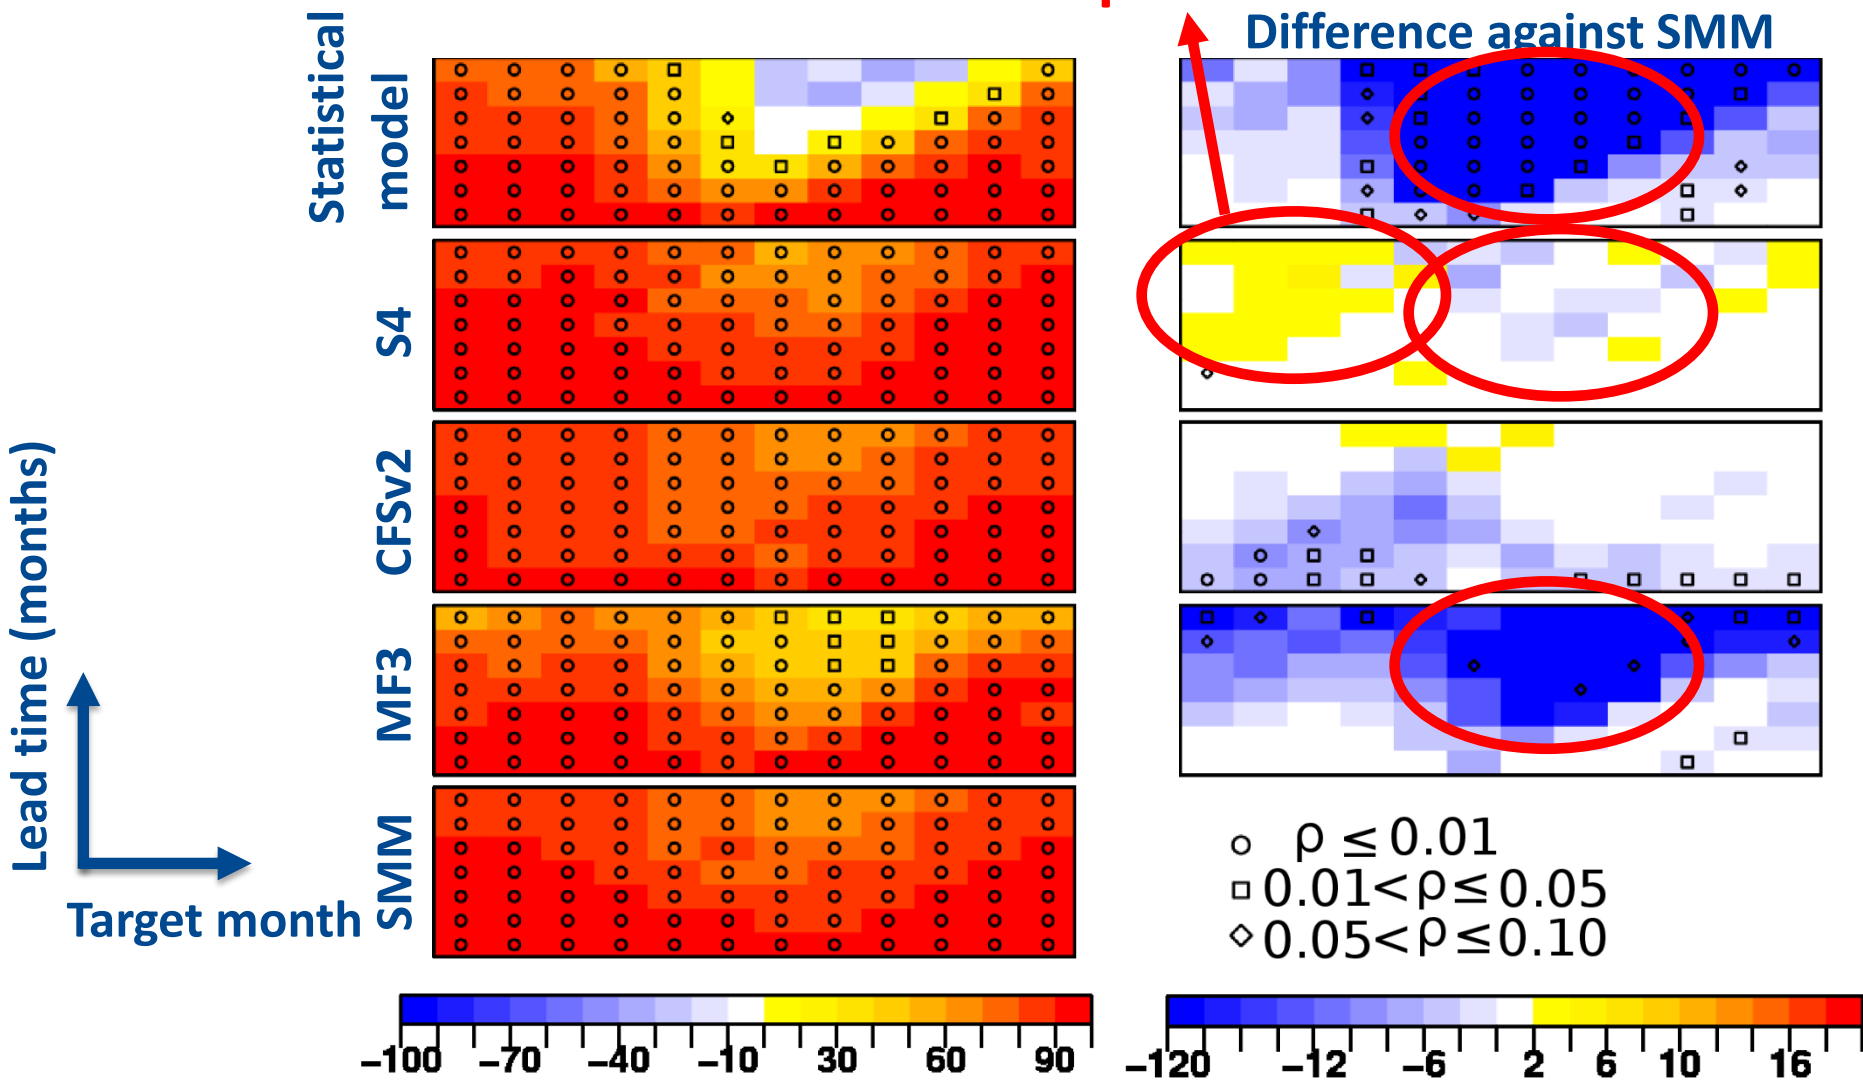 Difference against SMM
Statistical
model
S4
CFSv2
MF3
SMM
Lead time (months)
Target month
ρ ≤ 0.01
0.01 < ρ ≤ 0.05
0.05 < ρ ≤ 0.10
−100 −70 −40 −10 30 60 90
−120 −12 −6 2 6 10 16